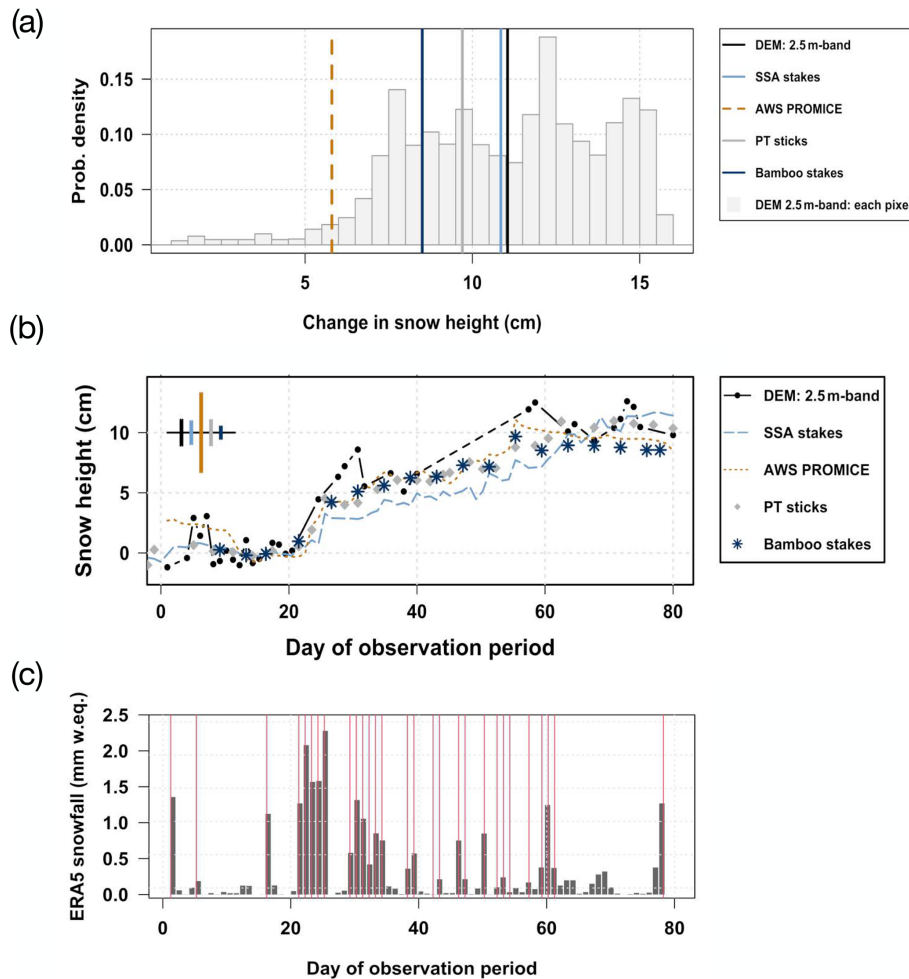 (a)
Prob. density
0.15
0.10
0.05
0.00
5
10
15
Change in snow height (cm)
DEM: 2.5 m-band
SSA stakes
AWS PROMICE
PT sticks
Bamboo stakes
DEM 2.5 m-band: each pixe
(b)
Snow height (cm)
10
5
0
0
20
40
60
80
Day of observation period
DEM: 2.5 m-band
SSA stakes
AWS PROMICE
PT sticks
Bamboo stakes
(c)
ERA5 snowfall (mm w.eq.)
2.5
2.0
1.5
1.0
0.5
0.0
0
20
40
60
80
Day of observation period